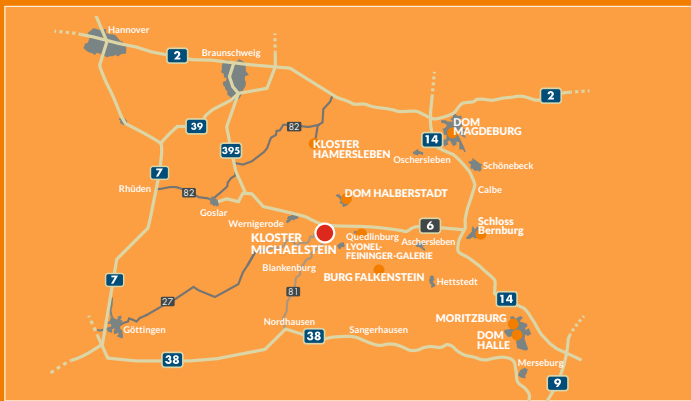 Hannover
Braunschweig
2
2
39
82
DOM
MAGDEBURG
14
395
KLOSTER
HAMERSLEBEN
Oschersleben
Schönebeck
7
Rhüden
82
DOM HALBERSTADT
Calbe
Goslar
Wernigerode
6
Schloss
Bernburg
KLOSTER
MICHAELSTEIN
Quedlinburg
LYONEL-
FEININGER-GALERIE
Aschersleben
Blankenburg
BURG FALKENSTEIN
7
Hettstedt
81
27
14
Göttingen
Nordhausen
38
Sangerhausen
MORITZBURG
DOM
HALLE
38
Merseburg
9